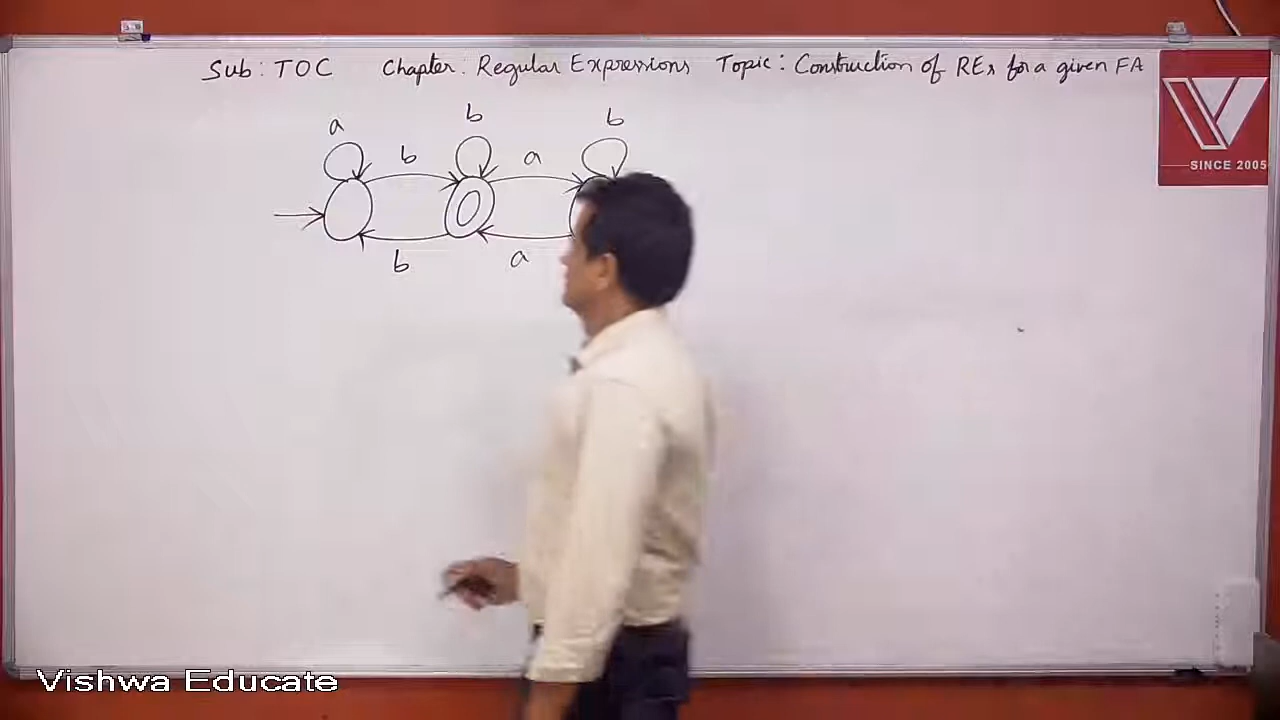 Sub : TOC Chapter : Regular Expressions Topic : Construction of REs for a given FA
a b b a b
b a
V
SINCE 2005
Vishwa Educate